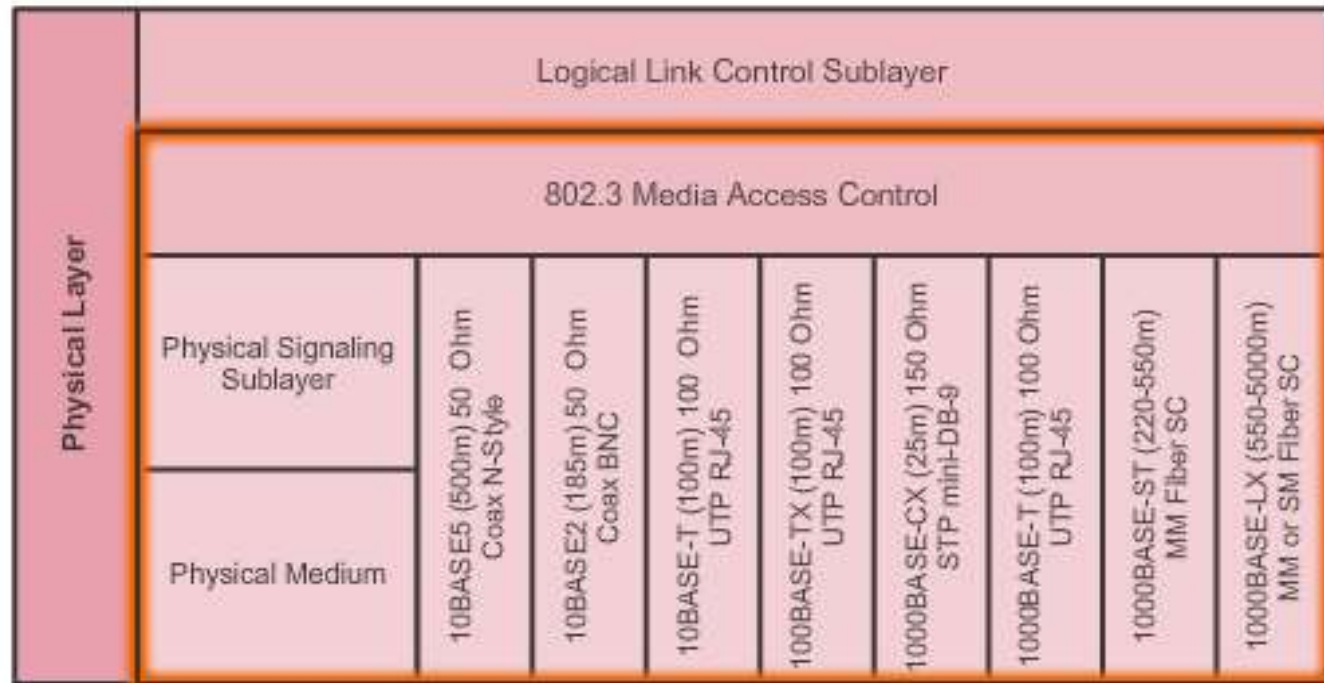 Physical Layer
Logical Link Control Sublayer
802.3 Media Access Control
Physical Signaling
Sublayer
Physical Medium
10BASE5 (500m) 50 Ohm
Coax N-Style
10BASE2 (185m) 50 Ohm
Coax BNC
10BASE-T (100m) 100 Ohm
UTP RJ-45
100BASE-TX (100m) 100 Ohm
UTP RJ-45
1000BASE-CX (25m) 150 Ohm
STP mini-DB-9
1000BASE-T (100m) 100 Ohm
UTP RJ-45
1000BASE-ST (220-550m)
MM Fiber SC
1000BASE-LX (550-5000m)
MM or SM Fiber SC